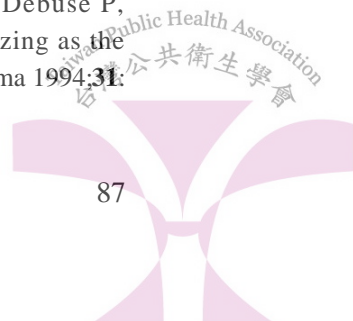 Debuse P,
zing as the
ma 1994;31:
Taiwan Public Health Association
台灣公共衛生學會
87